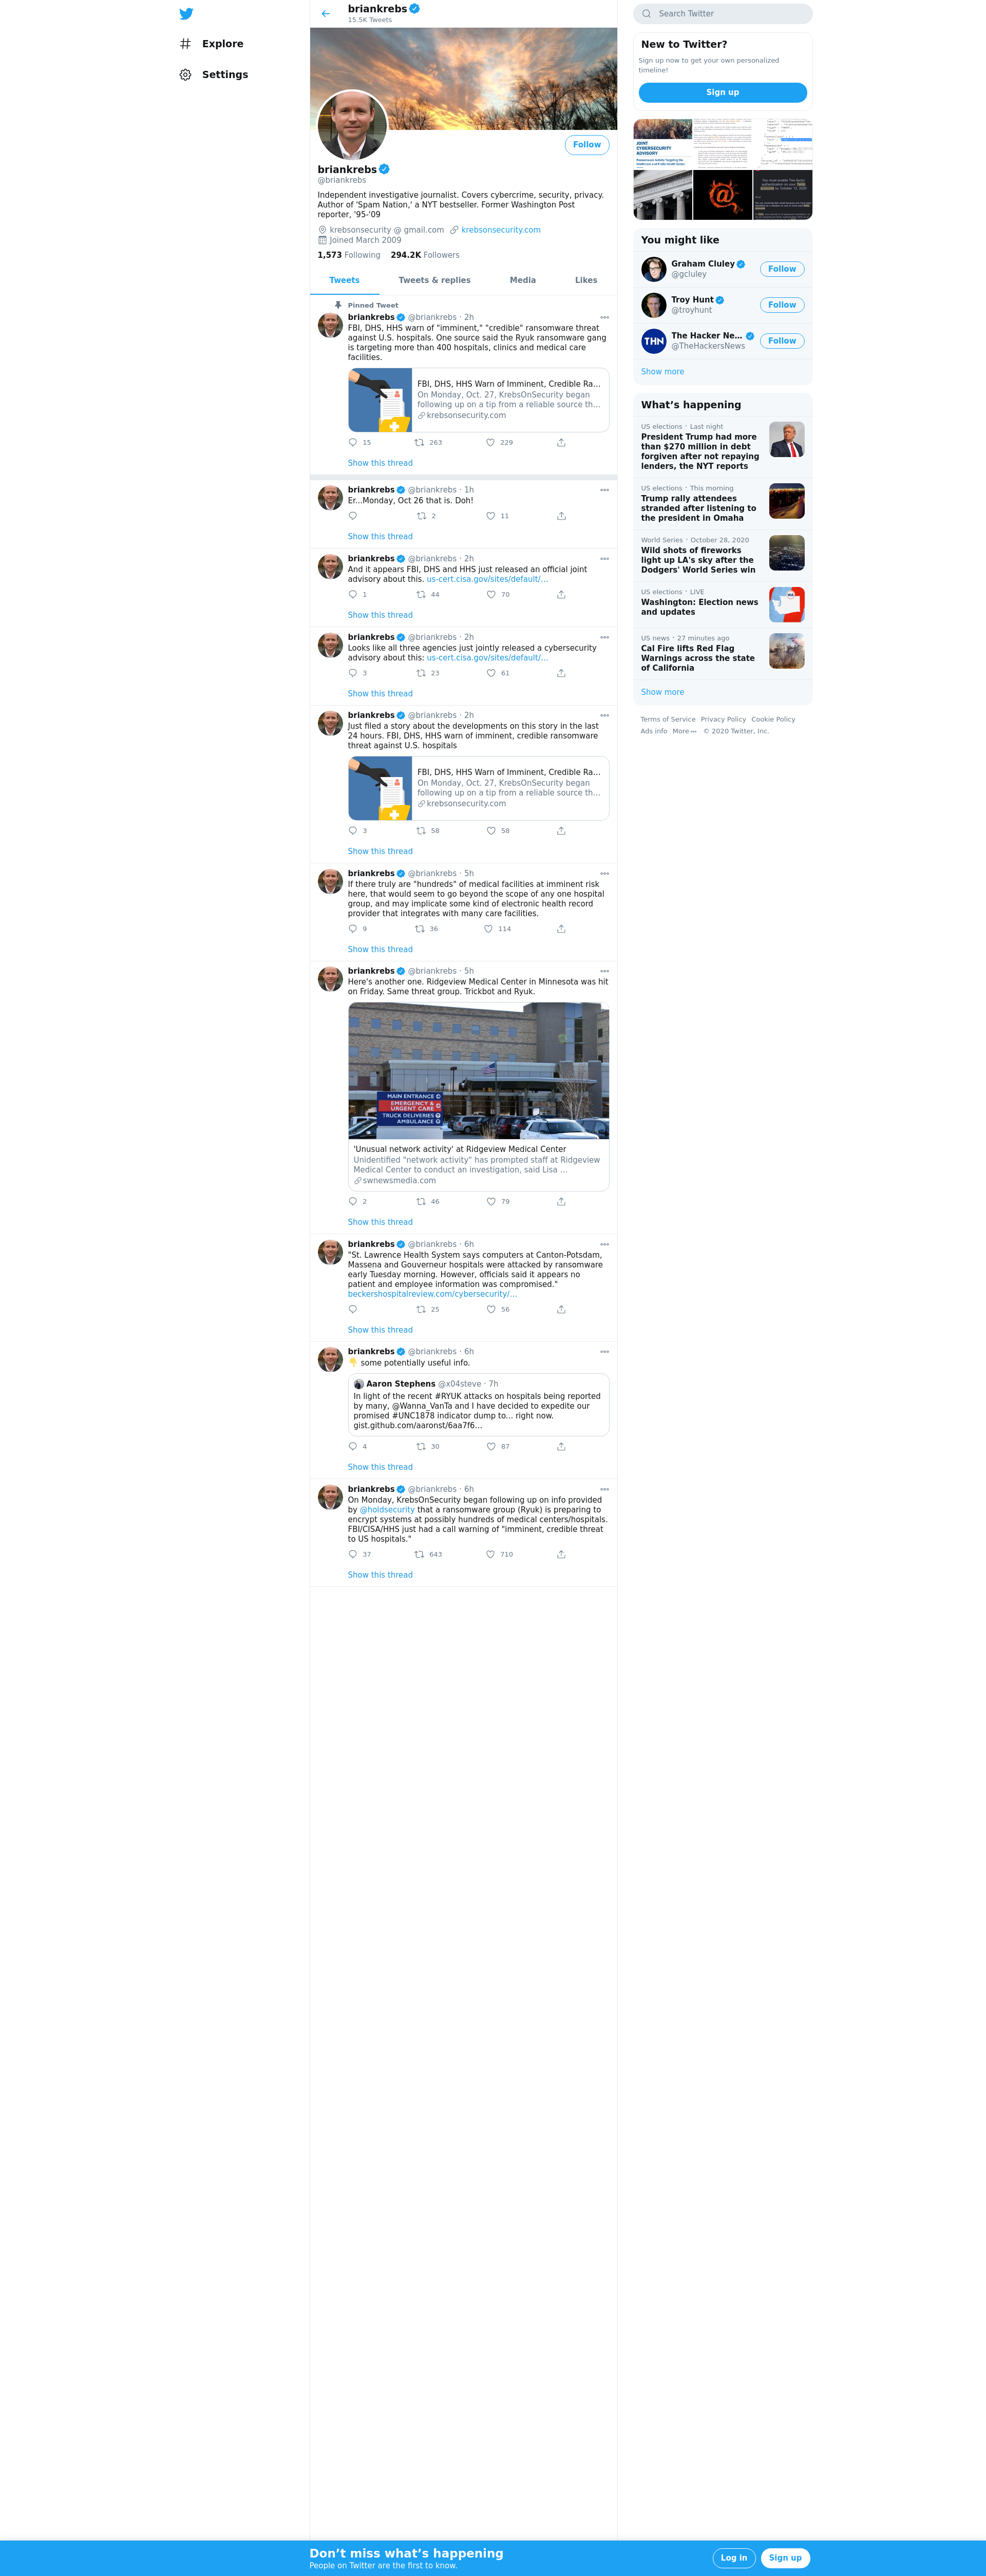 Explore
Settings
briankrebs
15.5K Tweets
Follow
briankrebs
@briankrebs
Independent investigative journalist. Covers cybercrime, security, privacy.
Author of 'Spam Nation,' a NYT bestseller. Former Washington Post
reporter, '95-'09
krebsonsecurity @ gmail.com krebsonsecurity.com
Joined March 2009
1,573 Following 294.2K Followers
Tweets Tweets & replies Media Likes
Pinned Tweet
briankrebs @briankrebs · 2h
FBI, DHS, HHS warn of "imminent," "credible" ransomware threat
against U.S. hospitals. One source said the Ryuk ransomware gang
is targeting more than 400 hospitals, clinics and medical care
facilities.
FBI, DHS, HHS Warn of Imminent, Credible Ra...
On Monday, Oct. 27, KrebsOnSecurity began
following up on a tip from a reliable source th...
krebsonsecurity.com
15 263 229
Show this thread
briankrebs @briankrebs · 1h
Er...Monday, Oct 26 that is. Doh!
2 11
Show this thread
briankrebs @briankrebs · 2h
And it appears FBI, DHS and HHS just released an official joint
advisory about this. us-cert.cisa.gov/sites/default/...
1 44 70
Show this thread
briankrebs @briankrebs · 2h
Looks like all three agencies just jointly released a cybersecurity
advisory about this: us-cert.cisa.gov/sites/default/...
3 23 61
Show this thread
briankrebs @briankrebs · 2h
Just filed a story about the developments on this story in the last
24 hours. FBI, DHS, HHS warn of imminent, credible ransomware
threat against U.S. hospitals
FBI, DHS, HHS Warn of Imminent, Credible Ra...
On Monday, Oct. 27, KrebsOnSecurity began
following up on a tip from a reliable source th...
krebsonsecurity.com
3 58 58
Show this thread
briankrebs @briankrebs · 5h
If there truly are "hundreds" of medical facilities at imminent risk
here, that would seem to go beyond the scope of any one hospital
group, and may implicate some kind of electronic health record
provider that integrates with many care facilities.
9 36 114
Show this thread
briankrebs @briankrebs · 5h
Here's another one. Ridgeview Medical Center in Minnesota was hit
on Friday. Same threat group. Trickbot and Ryuk.
MAIN ENTRANCE
EMERGENCY &
URGENT CARE
TRUCK DELIVERIES
AMBULANCE
'Unusual network activity' at Ridgeview Medical Center
Unidentified "network activity" has prompted staff at Ridgeview
Medical Center to conduct an investigation, said Lisa ...
swnewsmedia.com
2 46 79
Show this thread
briankrebs @briankrebs · 6h
"St. Lawrence Health System says computers at Canton-Potsdam,
Massena and Gouverneur hospitals were attacked by ransomware
early Tuesday morning. However, officials said it appears no
patient and employee information was compromised."
beckershospitalreview.com/cybersecurity/...
25 56
Show this thread
briankrebs @briankrebs · 6h
👇 some potentially useful info.
Aaron Stephens @x04steve · 7h
In light of the recent #RYUK attacks on hospitals being reported
by many, @Wanna_VanTa and I have decided to expedite our
promised #UNC1878 indicator dump to... right now.
gist.github.com/aaronst/6aa7f6...
4 30 87
Show this thread
briankrebs @briankrebs · 6h
On Monday, KrebsOnSecurity began following up on info provided
by @holdsecurity that a ransomware group (Ryuk) is preparing to
encrypt systems at possibly hundreds of medical centers/hospitals.
FBI/CISA/HHS just had a call warning of "imminent, credible threat
to US hospitals."
37 643 710
Show this thread
Search Twitter
New to Twitter?
Sign up now to get your own personalized
timeline!
Sign up
JOINT
CYBERSECURITY
ADVISORY
You might like
Graham Cluley
@gcluley
Follow
Troy Hunt
@troyhunt
Follow
THN
The Hacker Ne...
@TheHackersNews
Follow
Show more
What's happening
US elections · Last night
President Trump had more
than $270 million in debt
forgiven after not repaying
lenders, the NYT reports
US elections · This morning
Trump rally attendees
stranded after listening to
the president in Omaha
World Series · October 28, 2020
Wild shots of fireworks
light up LA's sky after the
Dodgers' World Series win
US elections · LIVE
Washington: Election news
and updates
US news · 27 minutes ago
Cal Fire lifts Red Flag
Warnings across the state
of California
Show more
Terms of Service Privacy Policy Cookie Policy
Ads info More © 2020 Twitter, Inc.
Don't miss what's happening
People on Twitter are the first to know.
Log in
Sign up